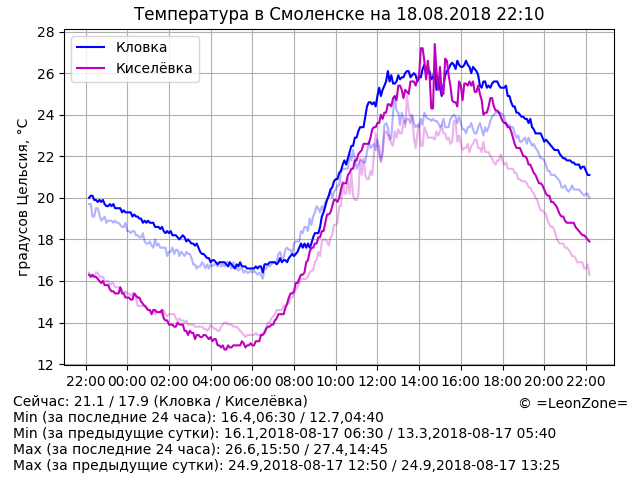 Температура в Смоленске на 18.08.2018 22:10
градусов Цельсия, °C
28
26
24
22
20
18
16
14
12
Кловка
Киселёвка
22:00 00:00 02:00 04:00 06:00 08:00 10:00 12:00 14:00 16:00 18:00 20:00 22:00
Сейчас: 21.1 / 17.9 (Кловка / Киселёвка)
© =LeonZone=
Min (за последние 24 часа): 16.4,06:30 / 12.7,04:40
Min (за предыдущие сутки): 16.1,2018-08-17 06:30 / 13.3,2018-08-17 05:40
Max (за последние 24 часа): 26.6,15:50 / 27.4,14:45
Max (за предыдущие сутки): 24.9,2018-08-17 12:50 / 24.9,2018-08-17 13:25